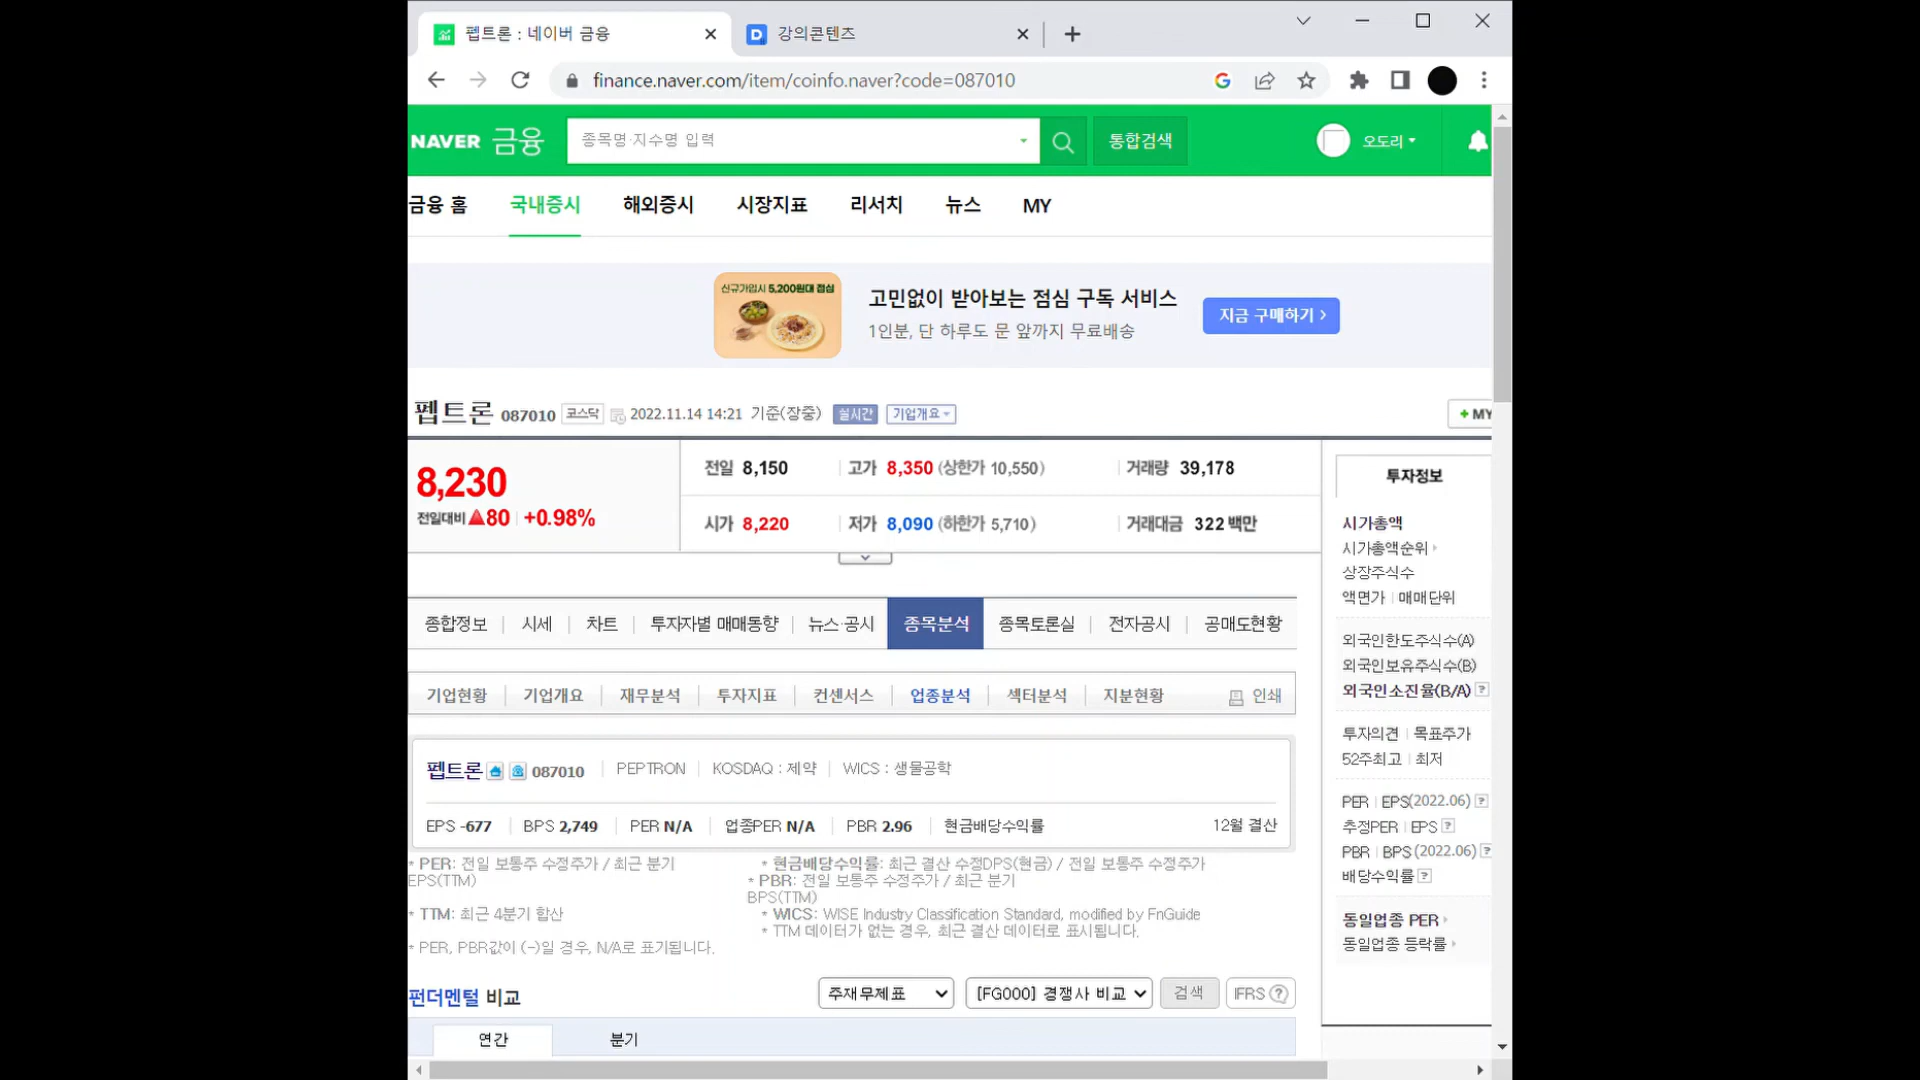 펩트론 : 네이버 금융
강의콘텐츠
finance.naver.com/item/coinfo.naver?code=087010
NAVER 금융
종목명·지수명 입력
통합검색
오도리
금융 홈 국내증시 해외증시 시장지표 리서치 뉴스 MY
신규가입시 5,200원대 점심
고민없이 받아보는 점심 구독 서비스
1인분, 단 하루도 문 앞까지 무료배송
지금 구매하기 >
펩트론 087010 코스닥 2022.11.14 14:21 기준(장중) 실시간 기업개요
+ MY
8,230
전일대비 ▲80 +0.98%
전일 8,150 고가 8,350 (상한가 10,550) 거래량 39,178
시가 8,220 저가 8,090 (하한가 5,710) 거래대금 322 백만
종합정보 시세 차트 투자자별 매매동향 뉴스·공시 종목분석 종목토론실 전자공시 공매도현황
기업현황 기업개요 재무분석 투자지표 컨센서스 업종분석 섹터분석 지분현황 인쇄
펩트론 087010 PEPTRON KOSDAQ : 제약 WICS : 생물공학
EPS -677 BPS 2,749 PER N/A 업종PER N/A PBR 2.96 현금배당수익률 12월 결산
* PER: 전일 보통주 수정주가 / 최근 분기
EPS(TTM)
* TTM: 최근 4분기 합산
* PER, PBR값이 (-)일 경우, N/A로 표기됩니다.
* 현금배당수익률: 최근 결산 수정DPS(현금) / 전일 보통주 수정주가
* PBR: 전일 보통주 수정주가 / 최근 분기
BPS(TTM)
* WICS: WISE Industry Classification Standard, modified by FnGuide
* TTM 데이터가 없는 경우, 최근 결산 데이터로 표시됩니다.
펀더멘털 비교
주재무제표
[FG000] 경쟁사 비교
검색
IFRS ?
연간 분기
투자정보
시가총액
시가총액순위
상장주식수
액면가 매매단위
외국인한도주식수(A)
외국인보유주식수(B)
외국인소진율(B/A) ?
투자의견 목표주가
52주최고 최저
PER EPS(2022.06) ?
추정PER EPS ?
PBR BPS (2022.06) ?
배당수익률 ?
동일업종 PER
동일업종 등락률